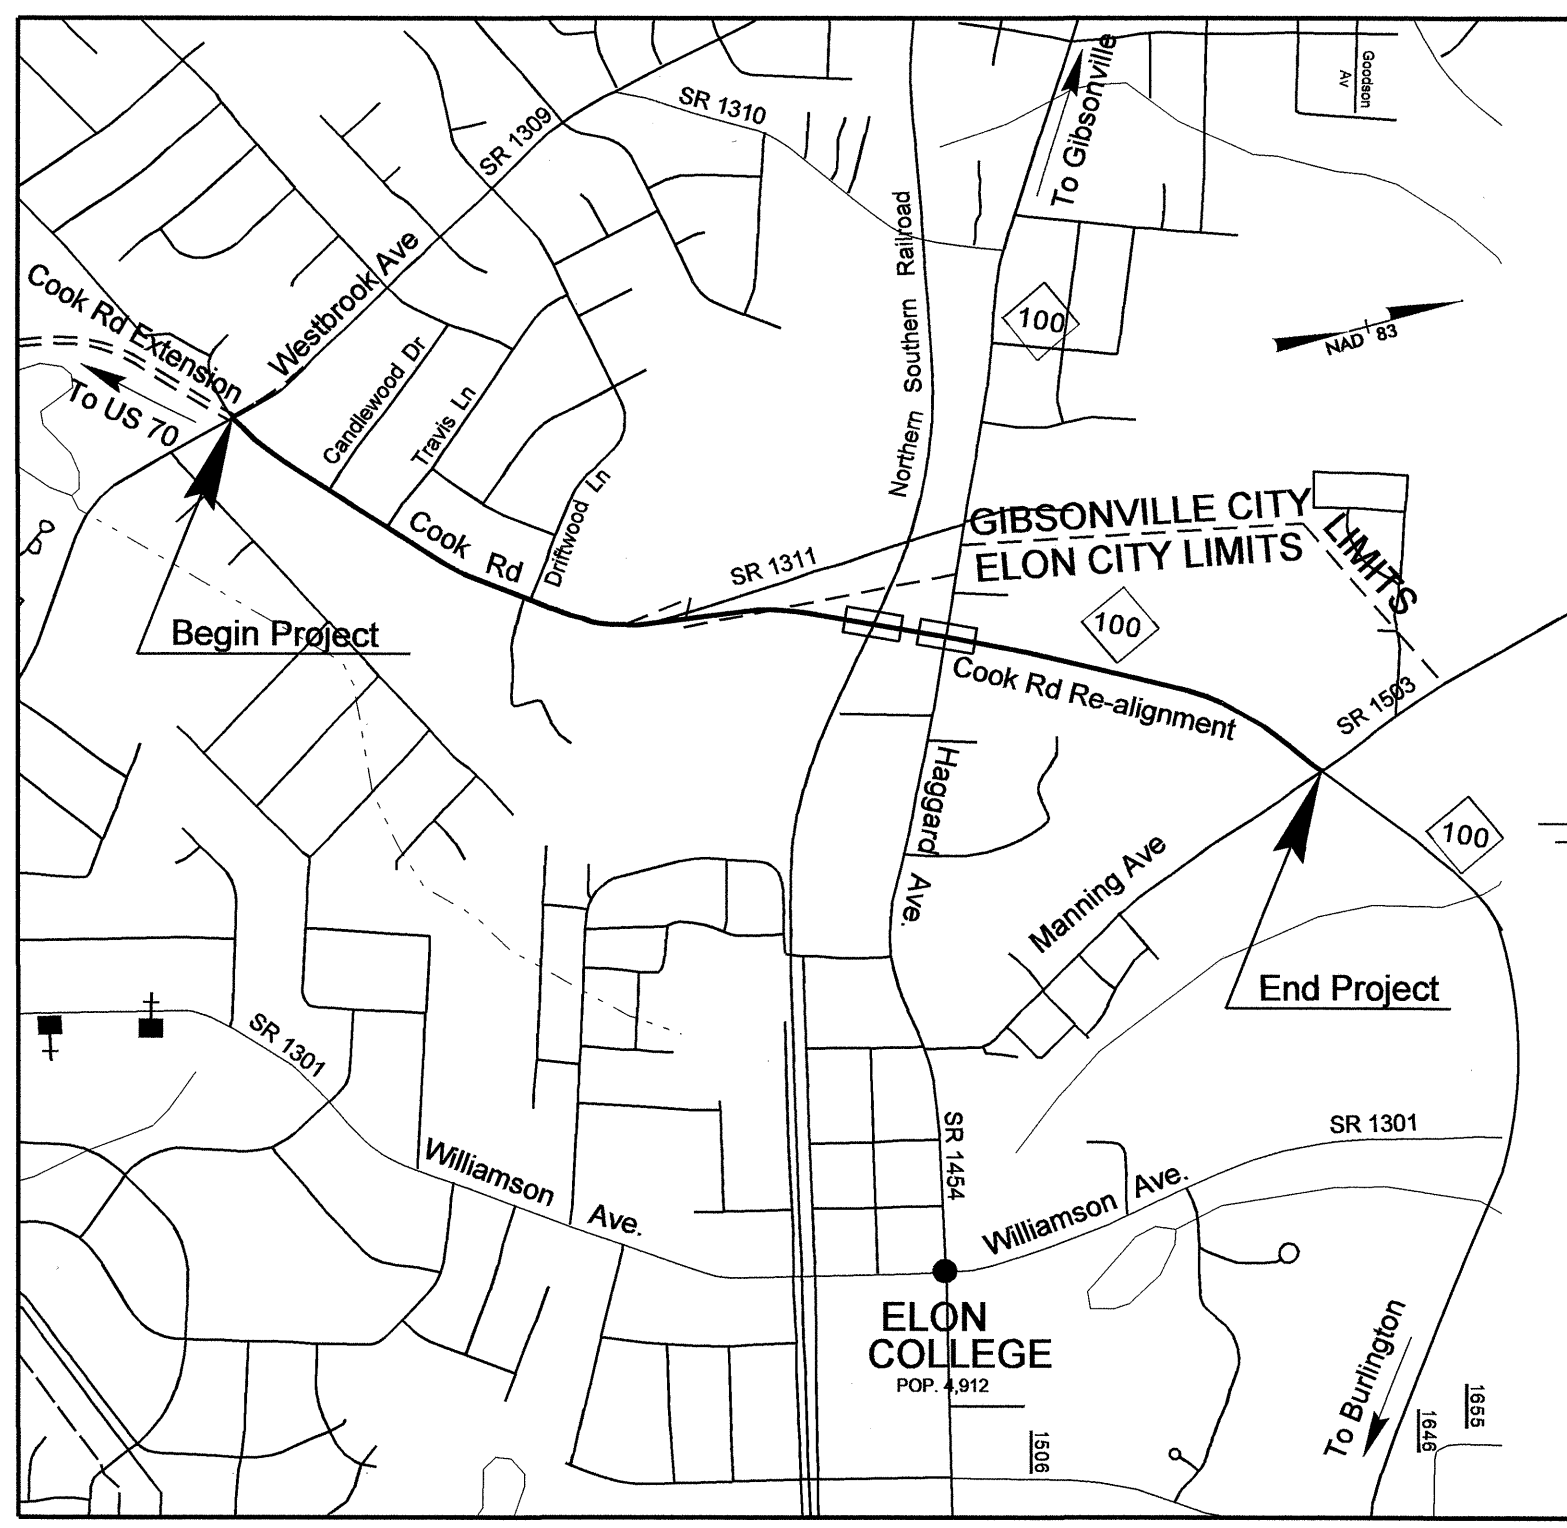 Goodson
Av
To Gibsonville
SR 1310
SR 1309
Westbrook Ave
Cook Rd Extension
To US 70
Northern Southern Railroad
100
NAD 83
Candlewood Dr
Travis Ln
Driftwood Ln
Cook Rd
SR 1311
GIBSONVILLE CITY LIMITS
ELON CITY LIMITS
100
Begin Project
Cook Rd Re-alignment
SR 1503
Haggard Ave.
100
Manning Ave
End Project
SR 1301
Williamson Ave.
SR 1454
SR 1301
Williamson Ave.
ELON
COLLEGE
POP. 4,912
To Burlington
1655
1646
1506